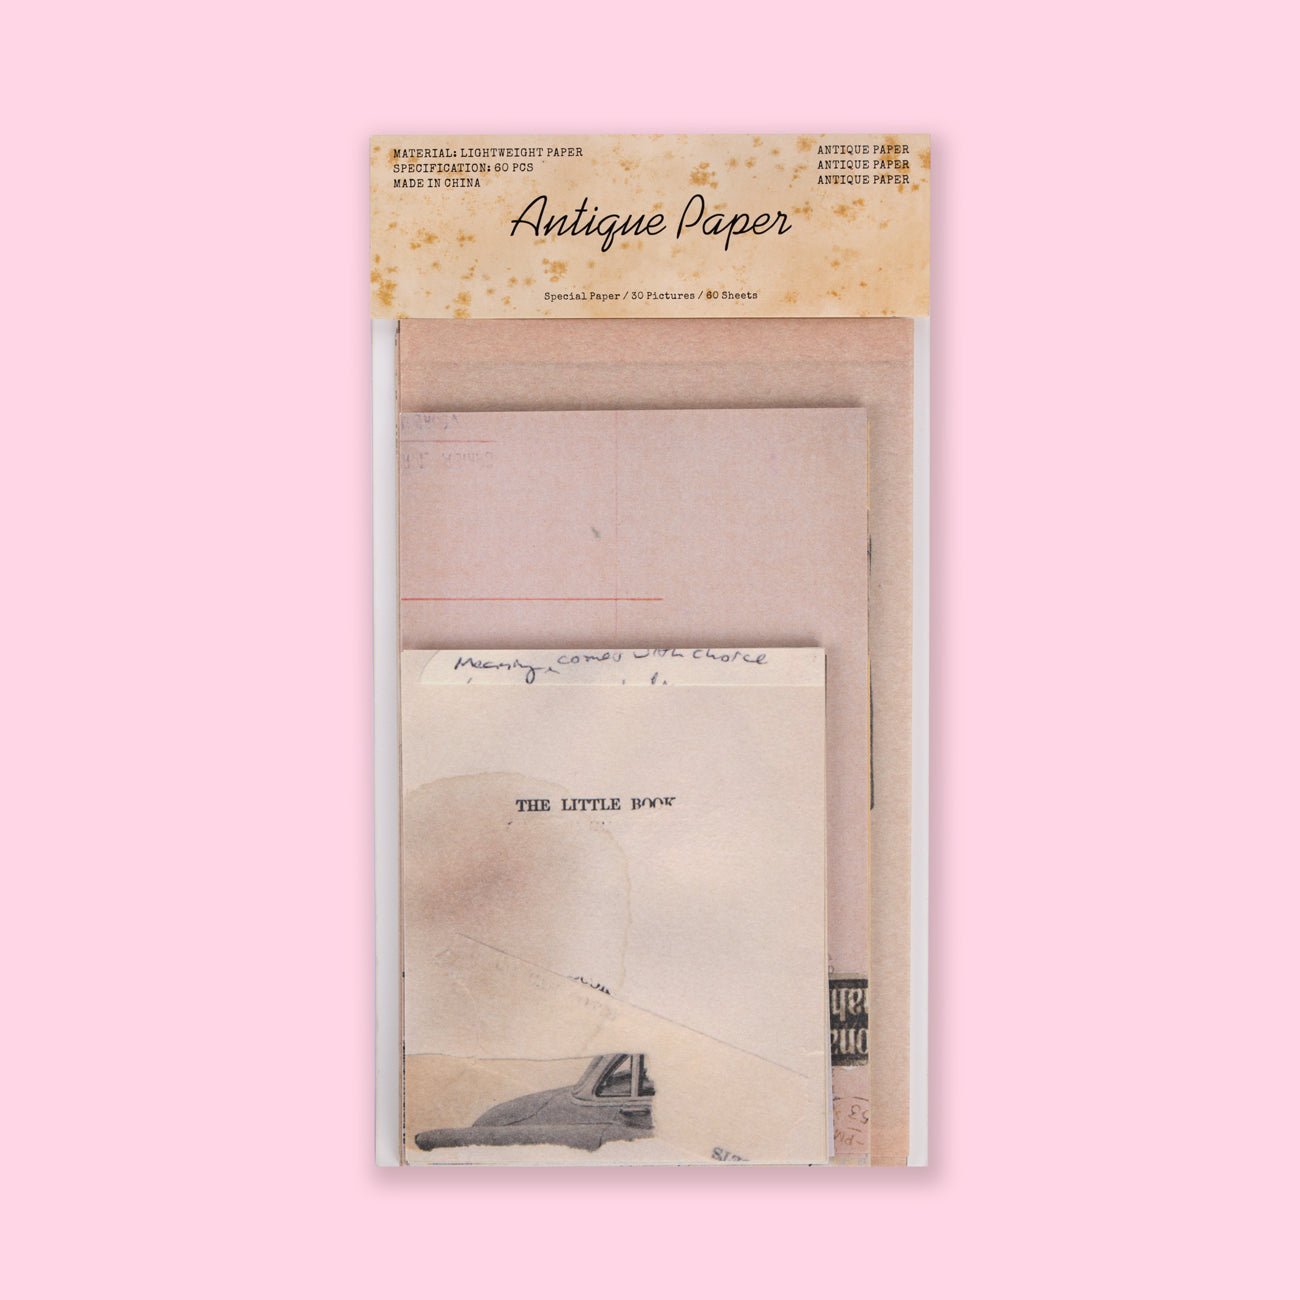 MATERIAL: LIGHTWEIGHT PAPER
SPECIFICATION: 60 PCS
MADE IN CHINA
ANTIQUE PAPER
ANTIQUE PAPER
ANTIQUE PAPER
Antique Paper
Special Paper / 30 Pictures / 60 Sheets
Meaning comes with choice
THE LITTLE BOOK